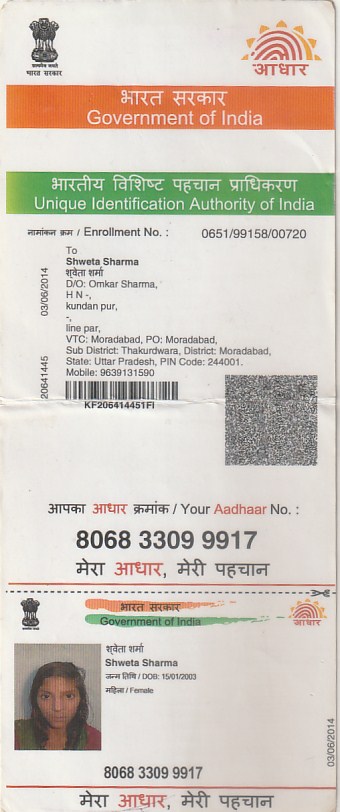 भारत सरकार
आधार
भारत सरकार
Government of India
भारतीय विशिष्ट पहचान प्राधिकरण
Unique Identification Authority of India
नामांकन क्रम / Enrollment No. : 0651/99158/00720
To
Shweta Sharma
श्वेता शर्मा
D/O: Omkar Sharma,
H N -,
kundan pur,
-,
line par,
VTC: Moradabad, PO: Moradabad,
Sub District: Thakurdwara, District: Moradabad,
State: Uttar Pradesh, PIN Code: 244001.
Mobile: 9639131590
03/06/2014
20641445
KF206414451FI
आपका आधार क्रमांक / Your Aadhaar No. :
8068 3309 9917
मेरा आधार, मेरी पहचान
भारत सरकार
Government of India
आधार
श्वेता शर्मा
Shweta Sharma
जन्म तिथि / DOB: 15/01/2003
महिला / Female
03/06/2014
8068 3309 9917
मेरा आधार, मेरी पहचान